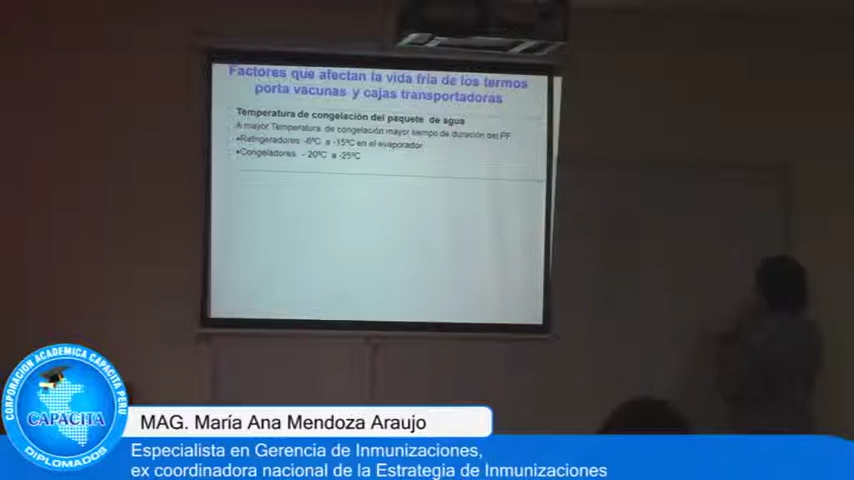 Factores que afectan la vida fría de los termos
porta vacunas y cajas transportadoras
Temperatura de congelación del paquete de agua
A mayor Temperatura de congelación mayor tiempo de duración del PF
•Refrigeradores -6ºC a -15ºC en el evaporador
•Congeladores - 20ºC a -25ºC
CORPORACIÓN ACADEMICA CAPACITA PERU
CAPACITA
DIPLOMADOS
MAG. María Ana Mendoza Araujo
Especialista en Gerencia de Inmunizaciones,
ex coordinadora nacional de la Estrategia de Inmunizaciones